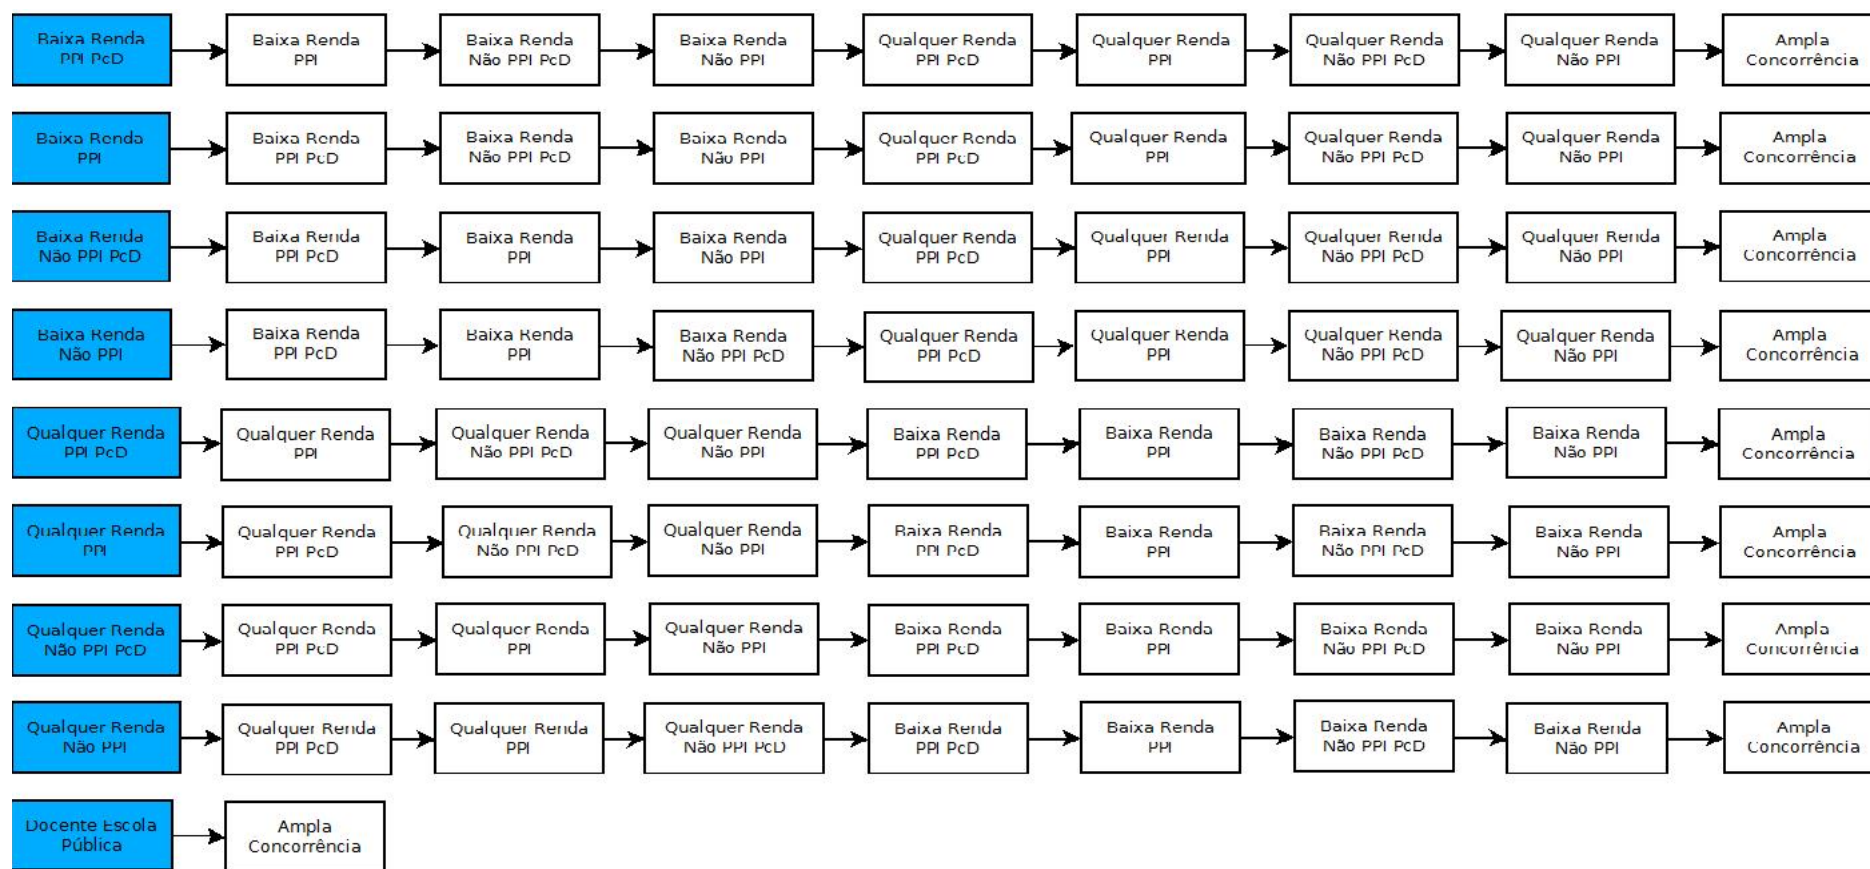 Baixa Renda
PPI PcD
Baixa Renda
PPI
Baixa Renda
Não PPI PcD
Baixa Renda
Não PPI
Qualquer Renda
PPI PcD
Qualquer Renda
PPI
Qualquer Renda
Não PPI PcD
Qualquer Renda
Não PPI
Ampla
Concorrência
Baixa Renda
PPI
Baixa Renda
PPI PcD
Baixa Renda
Não PPI PcD
Baixa Renda
Não PPI
Qualquer Renda
PPI PcD
Qualquer Renda
PPI
Qualquer Renda
Não PPI PcD
Qualquer Renda
Não PPI
Ampla
Concorrência
Baixa Renda
Não PPI PcD
Baixa Renda
PPI PcD
Baixa Renda
PPI
Baixa Renda
Não PPI
Qualquer Renda
PPI PcD
Qualquer Renda
PPI
Qualquer Renda
Não PPI PcD
Qualquer Renda
Não PPI
Ampla
Concorrência
Baixa Renda
Não PPI
Baixa Renda
PPI PcD
Baixa Renda
PPI
Baixa Renda
Não PPI PcD
Qualquer Renda
PPI PcD
Qualquer Renda
PPI
Qualquer Renda
Não PPI PcD
Qualquer Renda
Não PPI
Ampla
Concorrência
Qualquer Renda
PPI PcD
Qualquer Renda
PPI
Qualquer Renda
Não PPI PcD
Qualquer Renda
Não PPI
Baixa Renda
PPI PcD
Baixa Renda
PPI
Baixa Renda
Não PPI PcD
Baixa Renda
Não PPI
Ampla
Concorrência
Qualquer Renda
PPI
Qualquer Renda
PPI PcD
Qualquer Renda
Não PPI PcD
Qualquer Renda
Não PPI
Baixa Renda
PPI PcD
Baixa Renda
PPI
Baixa Renda
Não PPI PcD
Baixa Renda
Não PPI
Ampla
Concorrência
Qualquer Renda
Não PPI PcD
Qualquer Renda
PPI PcD
Qualquer Renda
PPI
Qualquer Renda
Não PPI
Baixa Renda
PPI PcD
Baixa Renda
PPI
Baixa Renda
Não PPI PcD
Baixa Renda
Não PPI
Ampla
Concorrência
Qualquer Renda
Não PPI
Qualquer Renda
PPI PcD
Qualquer Renda
PPI
Qualquer Renda
Não PPI PcD
Baixa Renda
PPI PcD
Baixa Renda
PPI
Baixa Renda
Não PPI PcD
Baixa Renda
Não PPI
Ampla
Concorrência
Docente Escola
Pública
Ampla
Concorrência